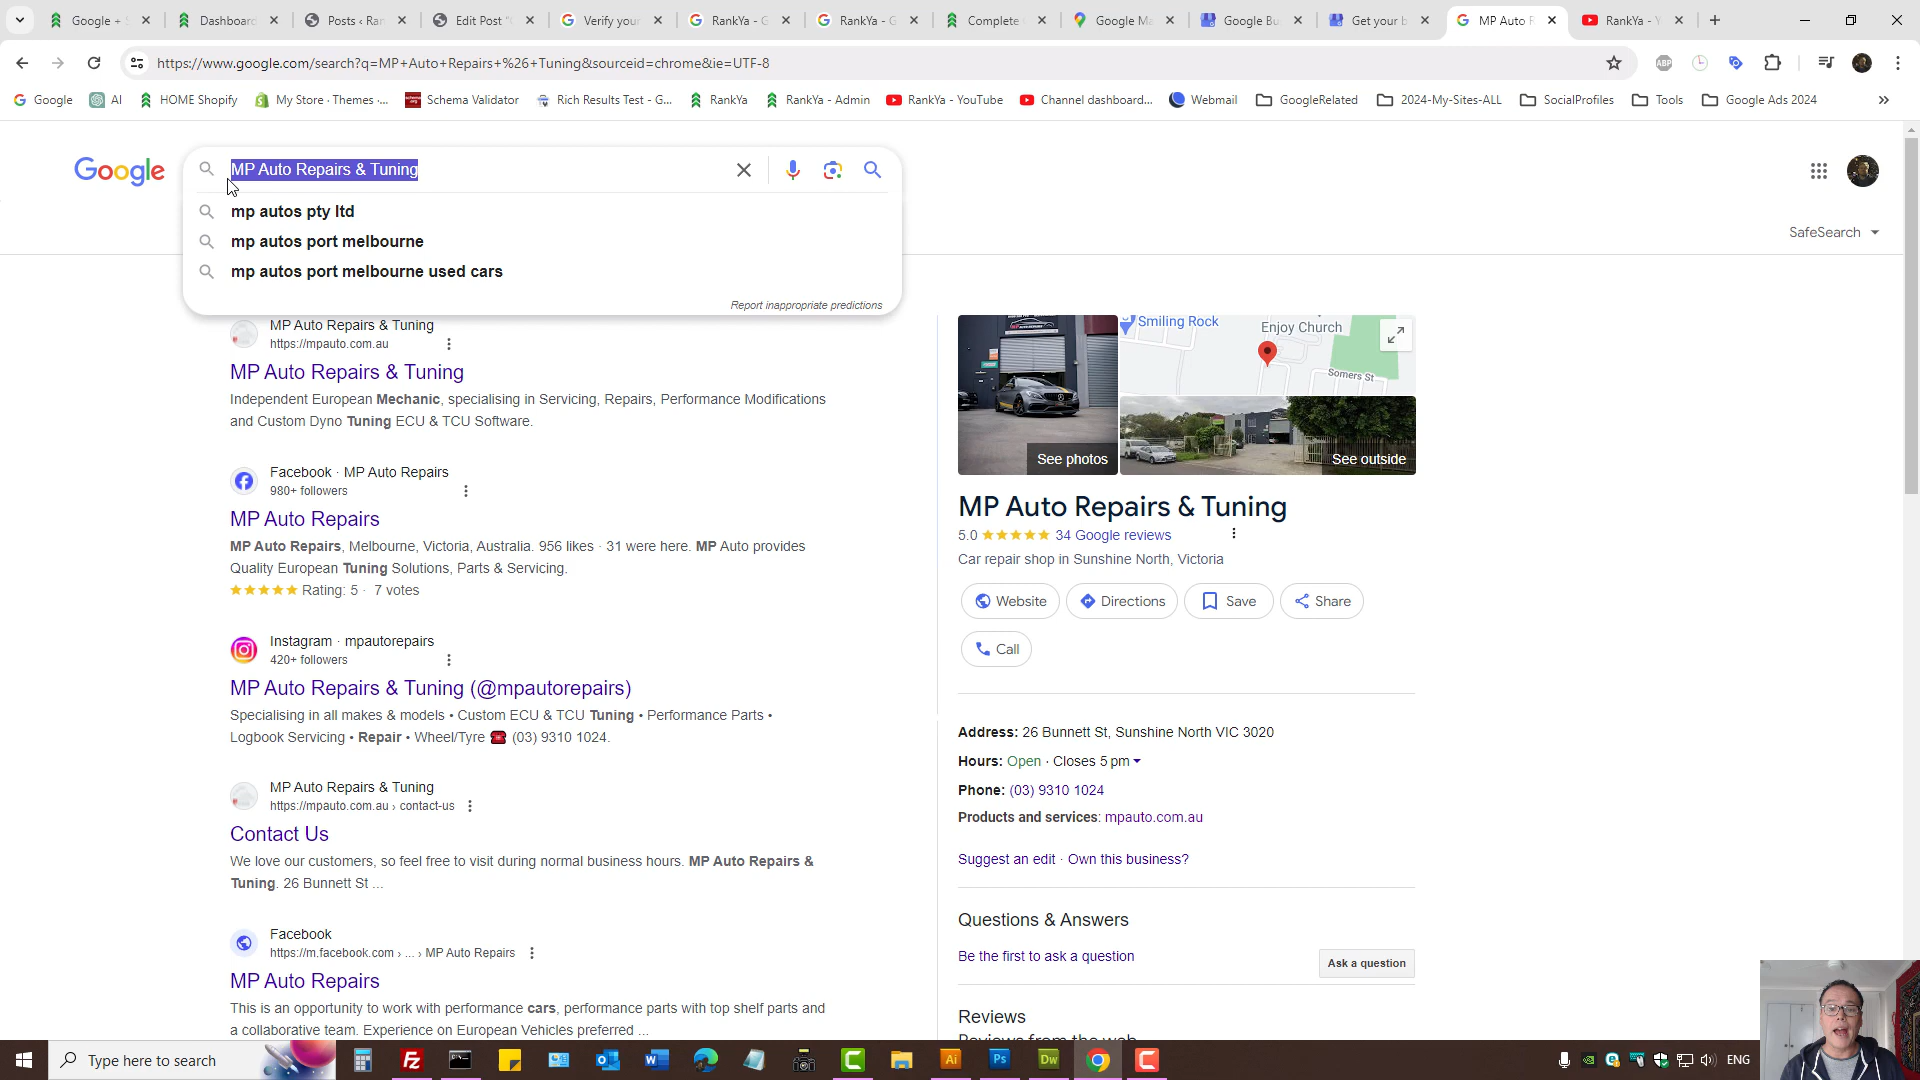 Google +
Dashboard
Posts ‹ Ran
Edit Post "
Verify your
RankYa - G
RankYa - G
Complete
Google Ma
Google Bu
Get your b
MP Auto R
RankYa - Y
https://www.google.com/search?q=MP+Auto+Repairs+%26+Tuning&sourceid=chrome&ie=UTF-8
ABP
Google
AI
HOME Shopify
My Store · Themes ·...
Schema Validator
Rich Results Test - G...
RankYa
RankYa - Admin
RankYa - YouTube
Channel dashboard...
Webmail
GoogleRelated
2024-My-Sites-ALL
SocialProfiles
Tools
Google Ads 2024
»
Google
MP Auto Repairs & Tuning
mp autos pty ltd
mp autos port melbourne
mp autos port melbourne used cars
Report inappropriate predictions
SafeSearch
MP Auto Repairs & Tuning
https://mpauto.com.au
MP Auto Repairs & Tuning
Independent European Mechanic, specialising in Servicing, Repairs, Performance Modifications
and Custom Dyno Tuning ECU & TCU Software.
Facebook · MP Auto Repairs
980+ followers
MP Auto Repairs
MP Auto Repairs, Melbourne, Victoria, Australia. 956 likes · 31 were here. MP Auto provides
Quality European Tuning Solutions, Parts & Servicing.
Rating: 5 · 7 votes
Instagram · mpautorepairs
420+ followers
MP Auto Repairs & Tuning (@mpautorepairs)
Specialising in all makes & models • Custom ECU & TCU Tuning • Performance Parts •
Logbook Servicing • Repair • Wheel/Tyre ☎️ (03) 9310 1024.
MP Auto Repairs & Tuning
https://mpauto.com.au › contact-us
Contact Us
We love our customers, so feel free to visit during normal business hours. MP Auto Repairs &
Tuning. 26 Bunnett St ...
Facebook
https://m.facebook.com › ... › MP Auto Repairs
MP Auto Repairs
This is an opportunity to work with performance cars, performance parts with top shelf parts and
a collaborative team. Experience on European Vehicles preferred ...
See photos
Smiling Rock
Enjoy Church
Somers St
See outside
MP Auto Repairs & Tuning
5.0
34 Google reviews
Car repair shop in Sunshine North, Victoria
Website
Directions
Save
Share
Call
Address: 26 Bunnett St, Sunshine North VIC 3020
Hours: Open · Closes 5 pm
Phone: (03) 9310 1024
Products and services: mpauto.com.au
Suggest an edit · Own this business?
Questions & Answers
Be the first to ask a question
Ask a question
Reviews
Reviews from the web
Type here to search
Fz
Ai
Ps
Dw
ENG